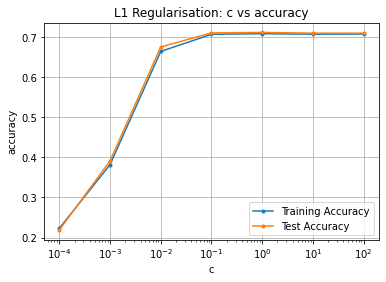 L1 Regularisation: c vs accuracy
0.7
0.6
0.5
0.4
0.3
0.2
accuracy
10⁻⁴ 10⁻³ 10⁻² 10⁻¹ 10⁰ 10¹ 10²
c
Training Accuracy
Test Accuracy